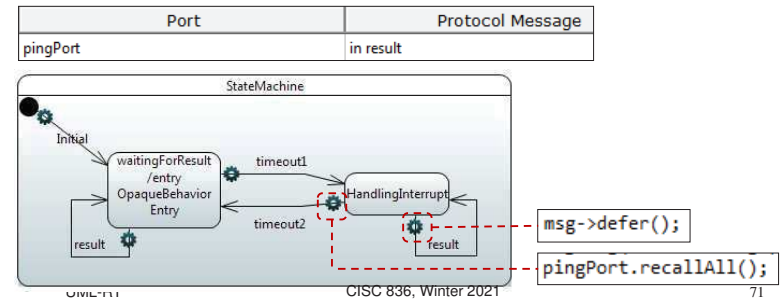 Port Protocol Message
pingPort in result
StateMachine
Initial
waitingForResult
/entry
OpaqueBehavior
Entry
timeout1
HandlingInterrupt
timeout2
result
result
msg->defer();
pingPort.recallAll();
UML-RT CISC 836, Winter 2021 71